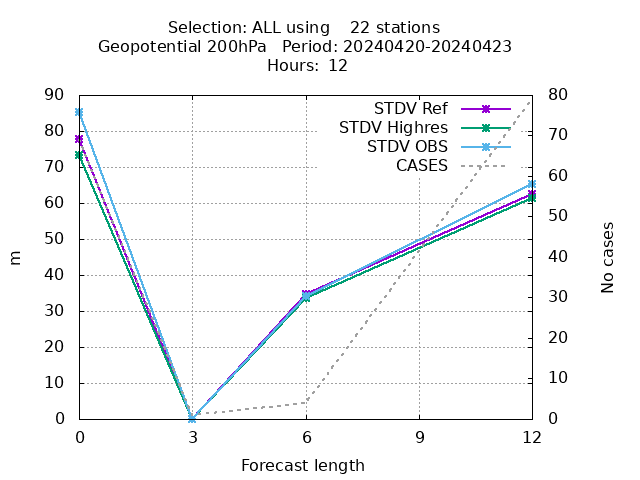 Selection: ALL using    22 stations
Geopotential 200hPa   Period: 20240420-20240423
Hours:  12
90
80
70
60
50
40
30
20
10
0
m
80
70
60
50
40
30
20
10
0
No cases
STDV Ref
STDV Highres
STDV OBS
CASES
0
3
6
9
12
Forecast length